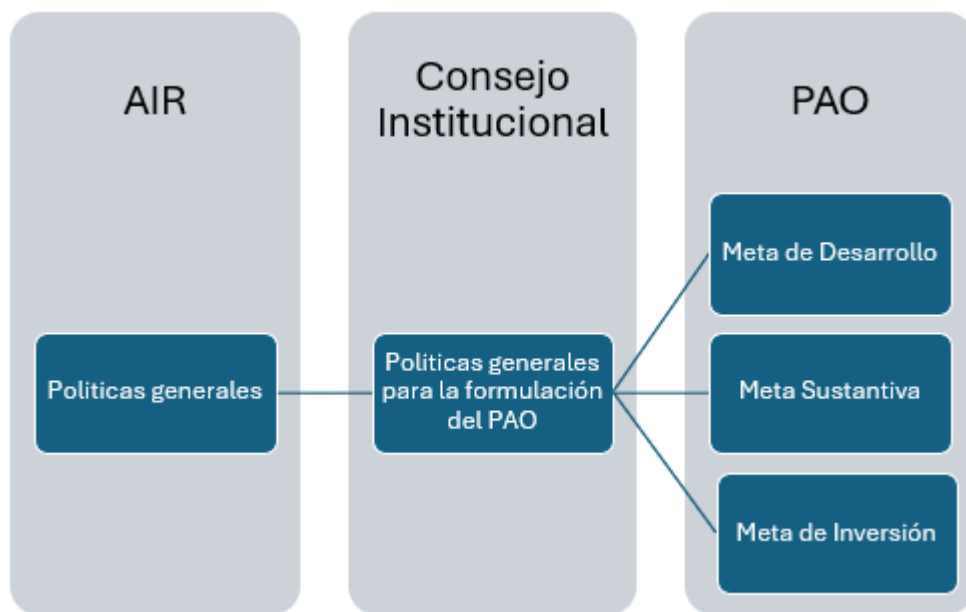 AIR
Consejo
Institucional
PAO
Politicas generales
Politicas generales
para la formulación
del PAO
Meta de Desarrollo
Meta Sustantiva
Meta de Inversión